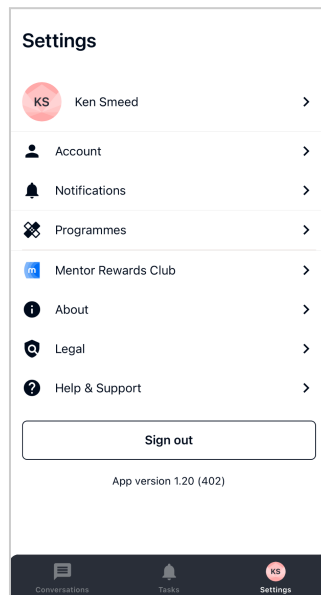 Settings
KS Ken Smeed
Account
Notifications
Programmes
m Mentor Rewards Club
About
Legal
Help & Support
Sign out
App version 1.20 (402)
KS
Conversations Tasks Settings